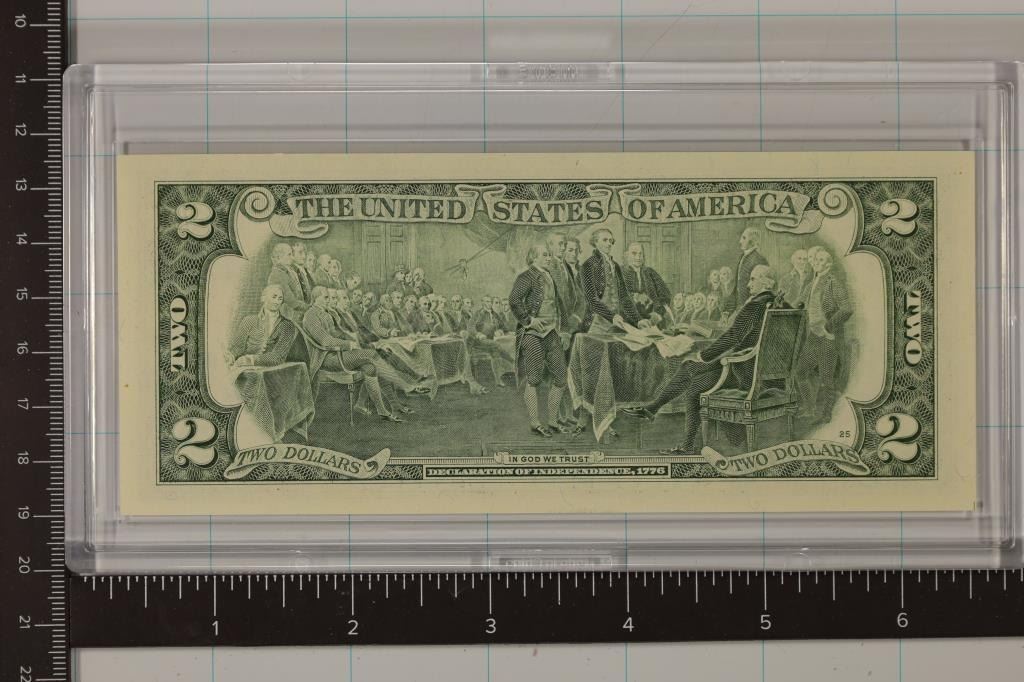 10
11
12
13
14
15
16
17
18
19
20
21
22
THE UNITED STATES OF AMERICA
2 2
TWO TWO
2 2
25
TWO DOLLARS TWO DOLLARS
IN GOD WE TRUST
DECLARATION OF INDEPENDENCE, 1776
1 2 3 4 5 6